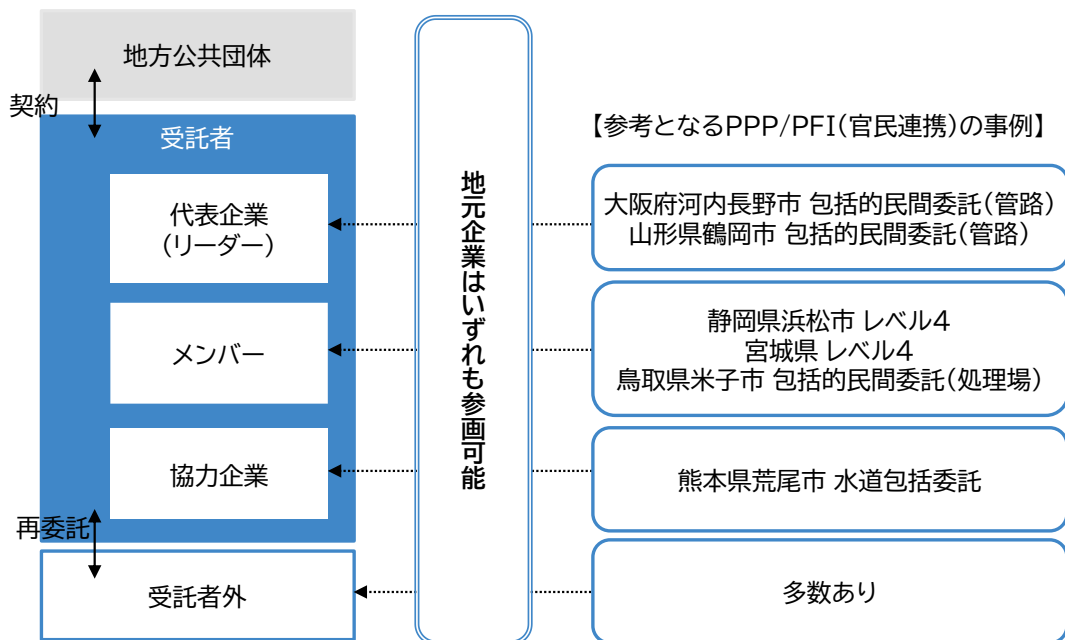 地方公共団体
契約
受託者
代表企業
(リーダー)
メンバー
協力企業
再委託
受託者外
地元企業はいずれも参画可能
【参考となるPPP/PFI(官民連携)の事例】
大阪府河内長野市 包括的民間委託(管路)
山形県鶴岡市 包括的民間委託(管路)
静岡県浜松市 レベル4
宮城県 レベル4
鳥取県米子市 包括的民間委託(処理場)
熊本県荒尾市 水道包括委託
多数あり